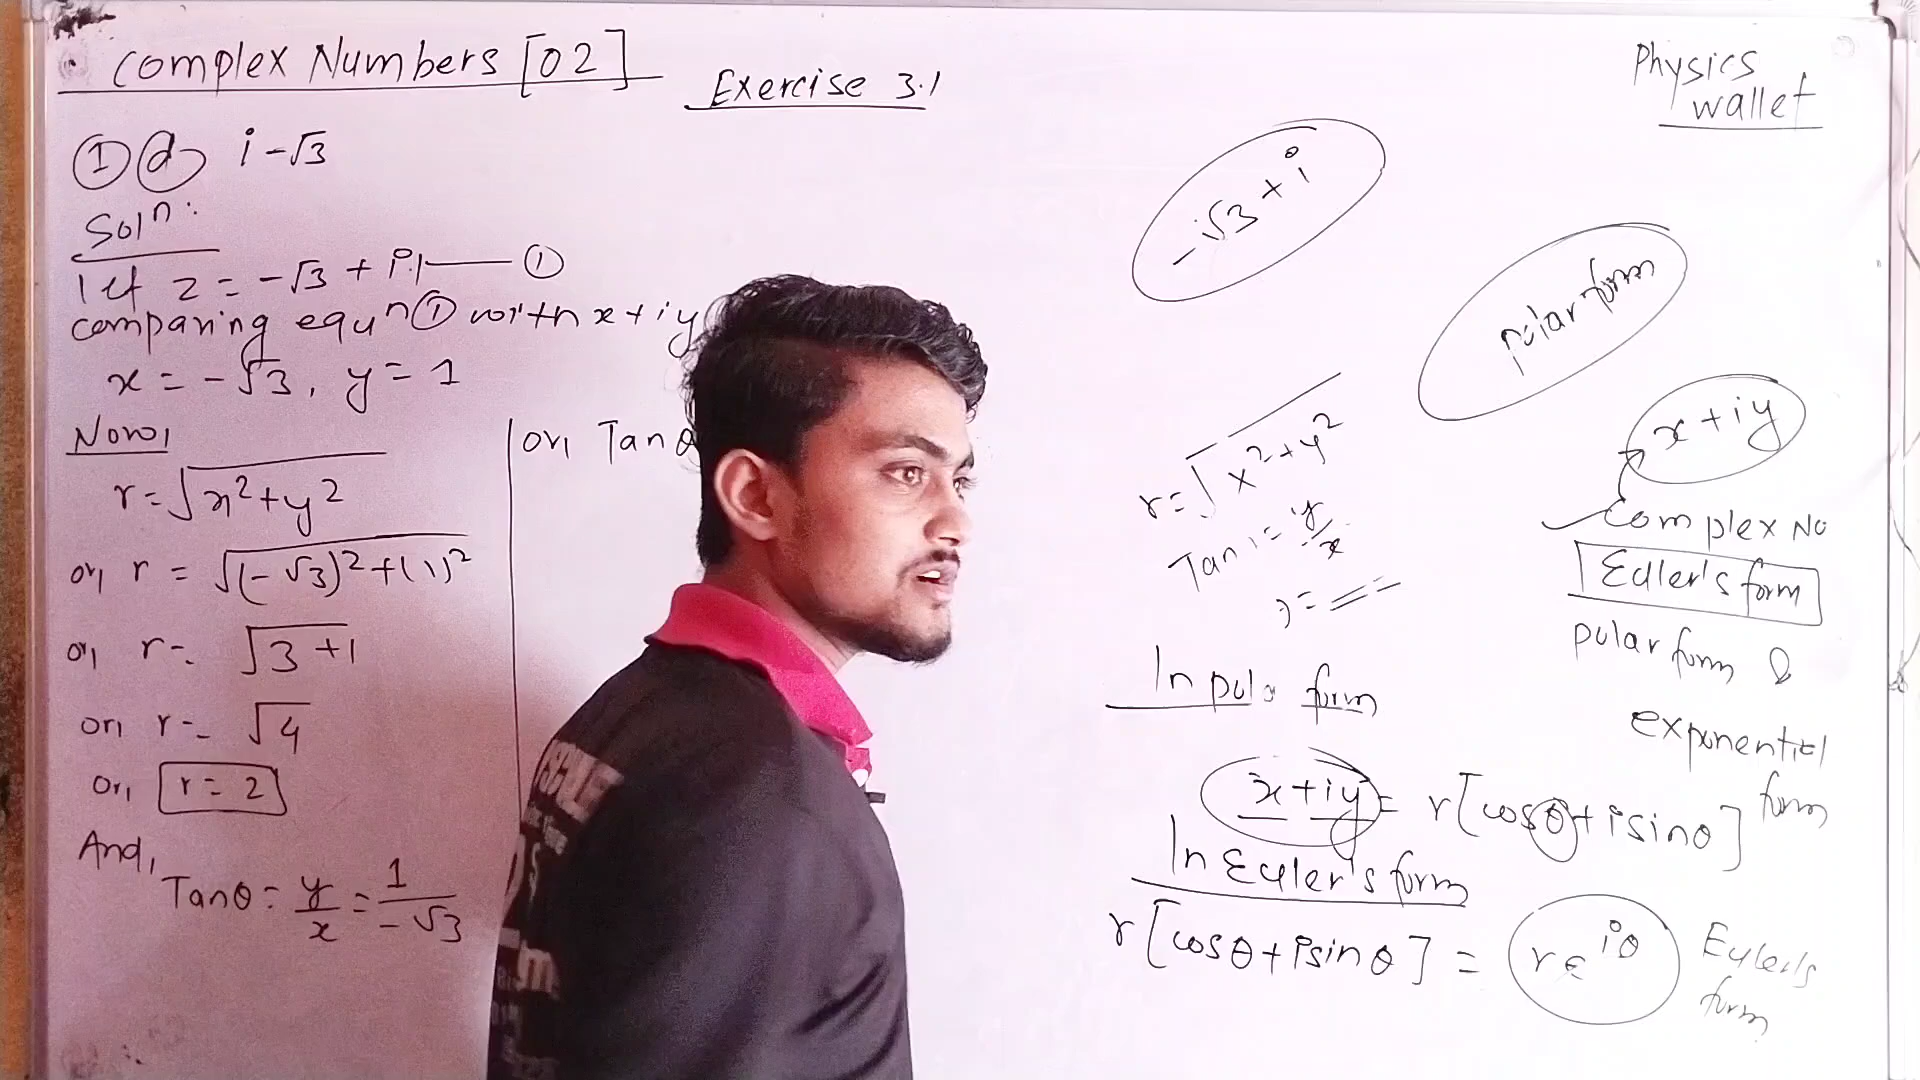 Complex Numbers [02]
Exercise 3.1
Physics
wallet
① ⓓ i-√3
Solⁿ:
let z = -√3 + i.1 —— ①
comparing equⁿ ① with x+iy
x = -√3, y = 1
Now,
r = √x²+y²
or, r = √(-√3)²+(1)²
or, r = √3+1
or, r = √4
or, r = 2
And,
Tanθ = y/x = 1/-√3
or, Tanθ
-√3 + i
polar form
r = √x²+y²
Tan = y/x
x+iy
Complex No
Euler's form
polar form &
exponential
form
In polar form
x+iy = r[cosθ+isinθ]
In Euler's form
r[cosθ+isinθ] = re^iθ
Euler's
form